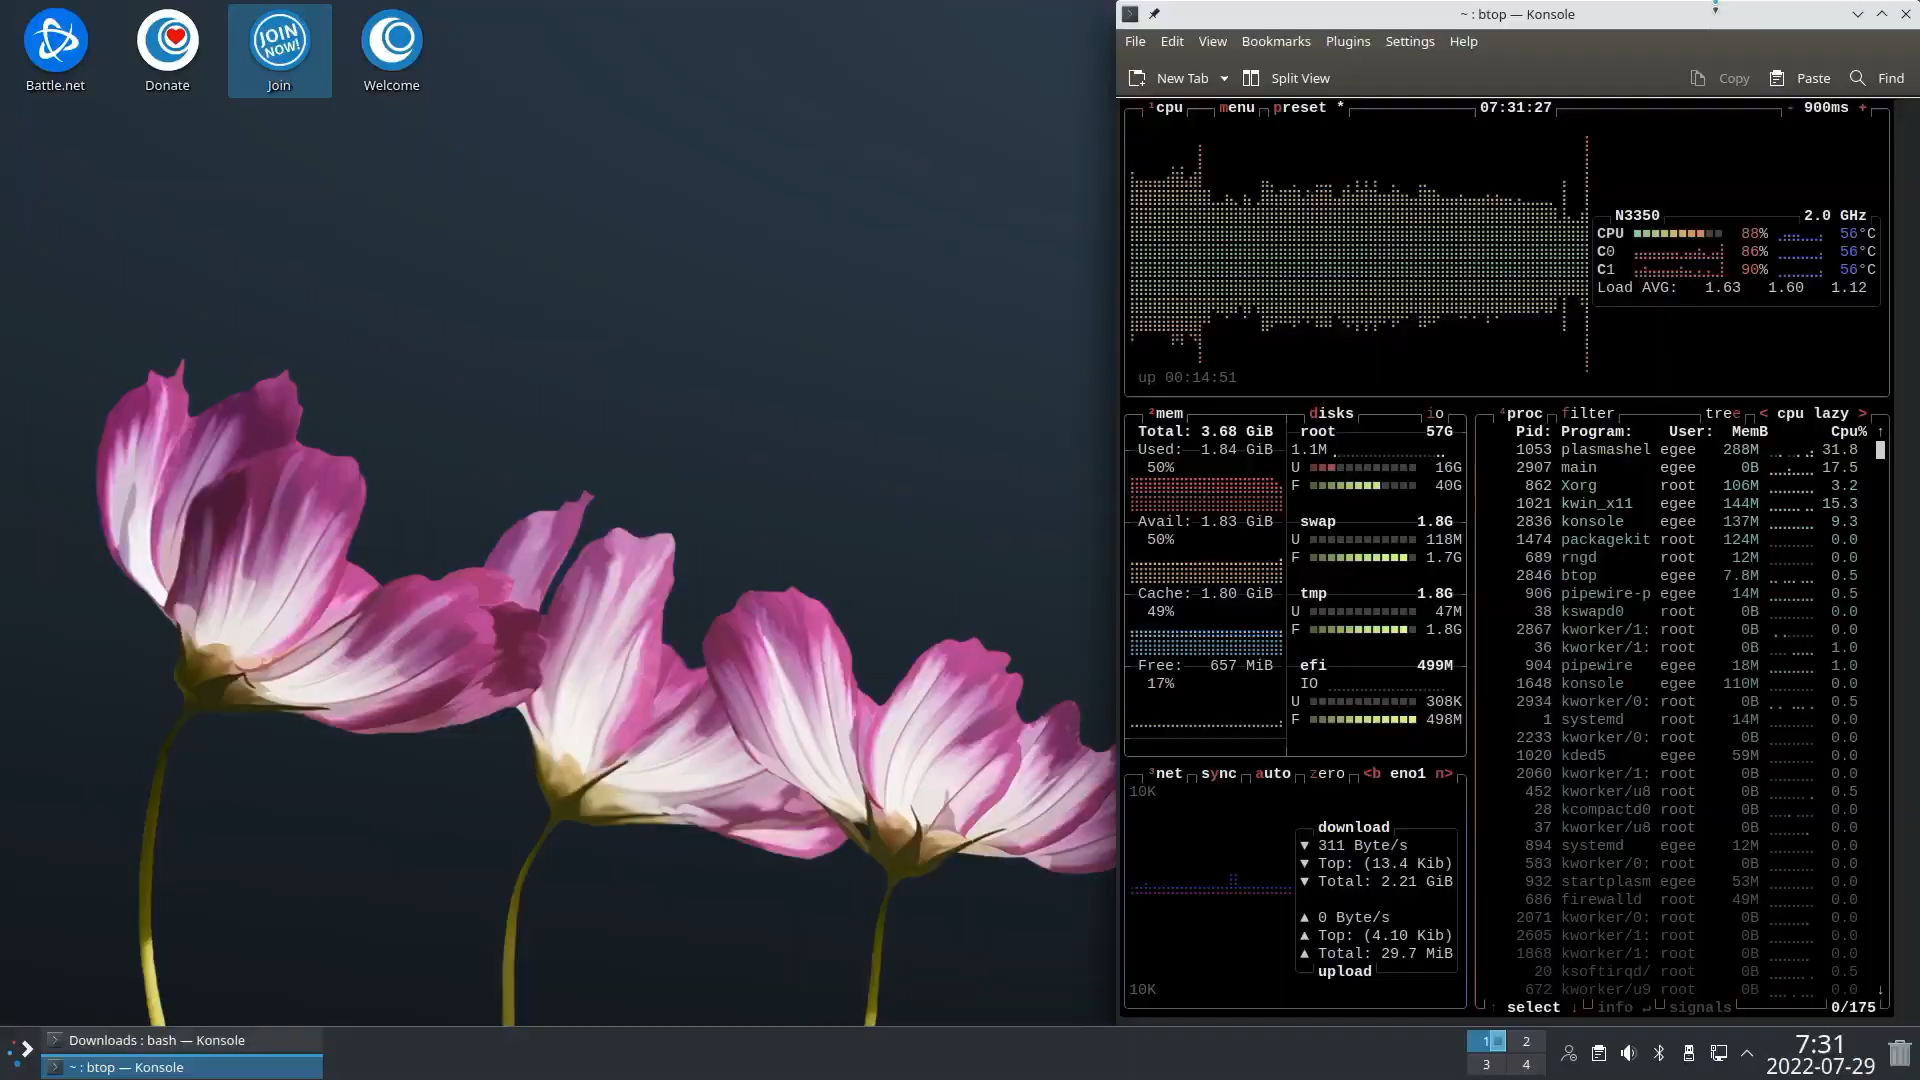 Battle.net
Donate
JOIN NOW!
Join
Welcome
~ : btop — Konsole
File Edit View Bookmarks Plugins Settings Help
New Tab Split View Copy Paste Find
¹cpu menu preset * 07:31:27 - 900ms +
N3350 2.0 GHz
CPU 88% 56°C
C0 86% 56°C
C1 90% 56°C
Load AVG: 1.63 1.60 1.12
up 00:14:51
²mem disks io
Total: 3.68 GiB
Used: 1.84 GiB
50%
Avail: 1.83 GiB
50%
Cache: 1.80 GiB
49%
Free: 657 MiB
17%
root 57G
1.1M
U 16G
F 40G
swap 1.8G
U 118M
F 1.7G
tmp 1.8G
U 47M
F 1.8G
efi 499M
IO
U 308K
F 498M
³net sync auto zero <b eno1 n>
10K
download
▼ 311 Byte/s
▼ Top: (13.4 Kib)
▼ Total: 2.21 GiB
▲ 0 Byte/s
▲ Top: (4.10 Kib)
▲ Total: 29.7 MiB
upload
10K
⁴proc filter tree < cpu lazy >
Pid: Program: User: MemB Cpu% ↑
1053 plasmashel egee 288M 31.8
2907 main egee 0B 17.5
862 Xorg root 106M 3.2
1021 kwin_x11 egee 144M 15.3
2836 konsole egee 137M 9.3
1474 packagekit root 124M 0.0
689 rngd root 12M 0.0
2846 btop egee 7.8M 0.5
906 pipewire-p egee 14M 0.5
38 kswapd0 root 0B 0.0
2867 kworker/1: root 0B 0.0
36 kworker/1: root 0B 1.0
904 pipewire egee 18M 1.0
1648 konsole egee 110M 0.0
2934 kworker/0: root 0B 0.5
1 systemd root 14M 0.0
2233 kworker/0: root 0B 0.0
1020 kded5 egee 59M 0.0
2060 kworker/1: root 0B 0.0
452 kworker/u8 root 0B 0.5
28 kcompactd0 root 0B 0.0
37 kworker/u8 root 0B 0.0
894 systemd egee 12M 0.0
583 kworker/0: root 0B 0.0
932 startplasm egee 53M 0.0
686 firewalld root 49M 0.0
2071 kworker/0: root 0B 0.0
2605 kworker/1: root 0B 0.0
1868 kworker/1: root 0B 0.0
20 ksoftirqd/ root 0B 0.5
672 kworker/u9 root 0B 0.0 ↓
↑ select ↓ info ↵ signals 0/175
Downloads : bash — Konsole
~ : btop — Konsole
1 2
3 4
7:31
2022-07-29